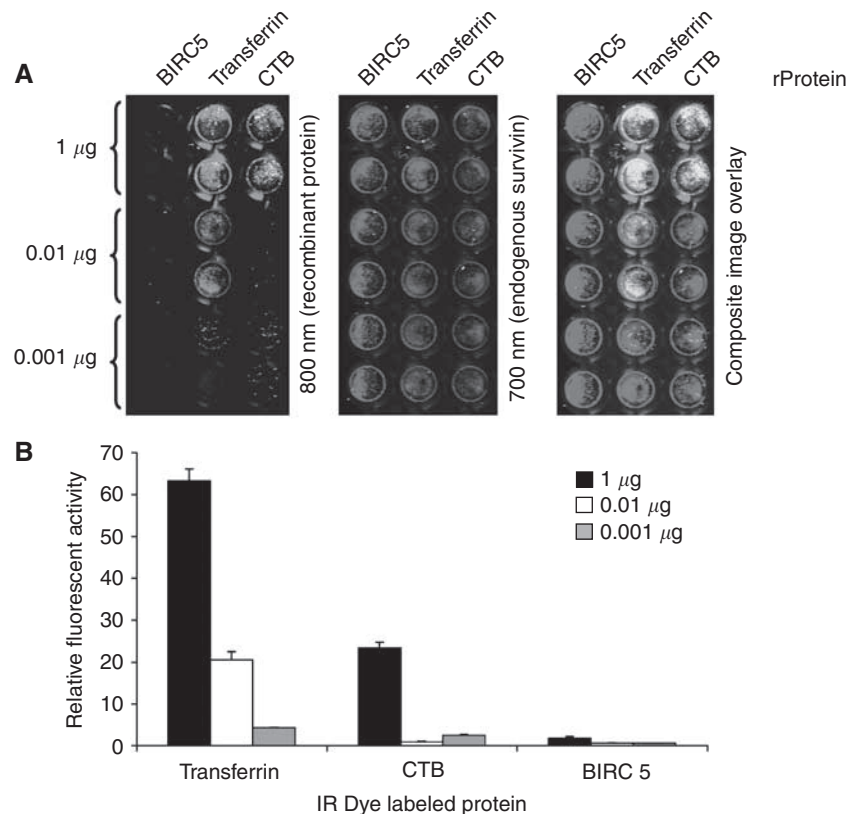 BIRC5 Transferrin CTB BIRC5 Transferrin CTB BIRC5 Transferrin CTB rProtein
A
1 μg
0.01 μg
0.001 μg
800 nm (recombinant protein)
700 nm (endogenous survivin)
Composite image overlay
B
Relative fluorescent activity
70
60
50
40
30
20
10
0
1 μg
0.01 μg
0.001 μg
Transferrin CTB BIRC 5
IR Dye labeled protein